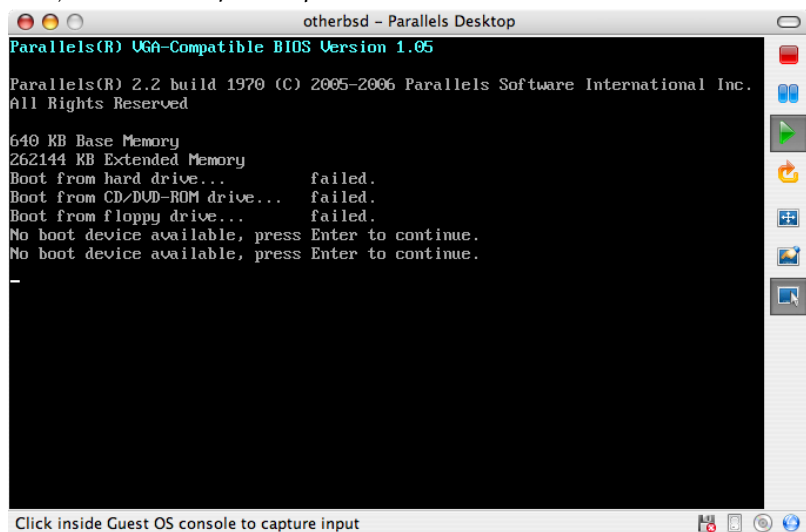 otherbsd – Parallels Desktop
Parallels(R) VGA-Compatible BIOS Version 1.05
Parallels(R) 2.2 build 1970 (C) 2005-2006 Parallels Software International Inc.
All Rights Reserved
640 KB Base Memory
262144 KB Extended Memory
Boot from hard drive... failed.
Boot from CD/DVD-ROM drive... failed.
Boot from floppy drive... failed.
No boot device available, press Enter to continue.
No boot device available, press Enter to continue.
Click inside Guest OS console to capture input